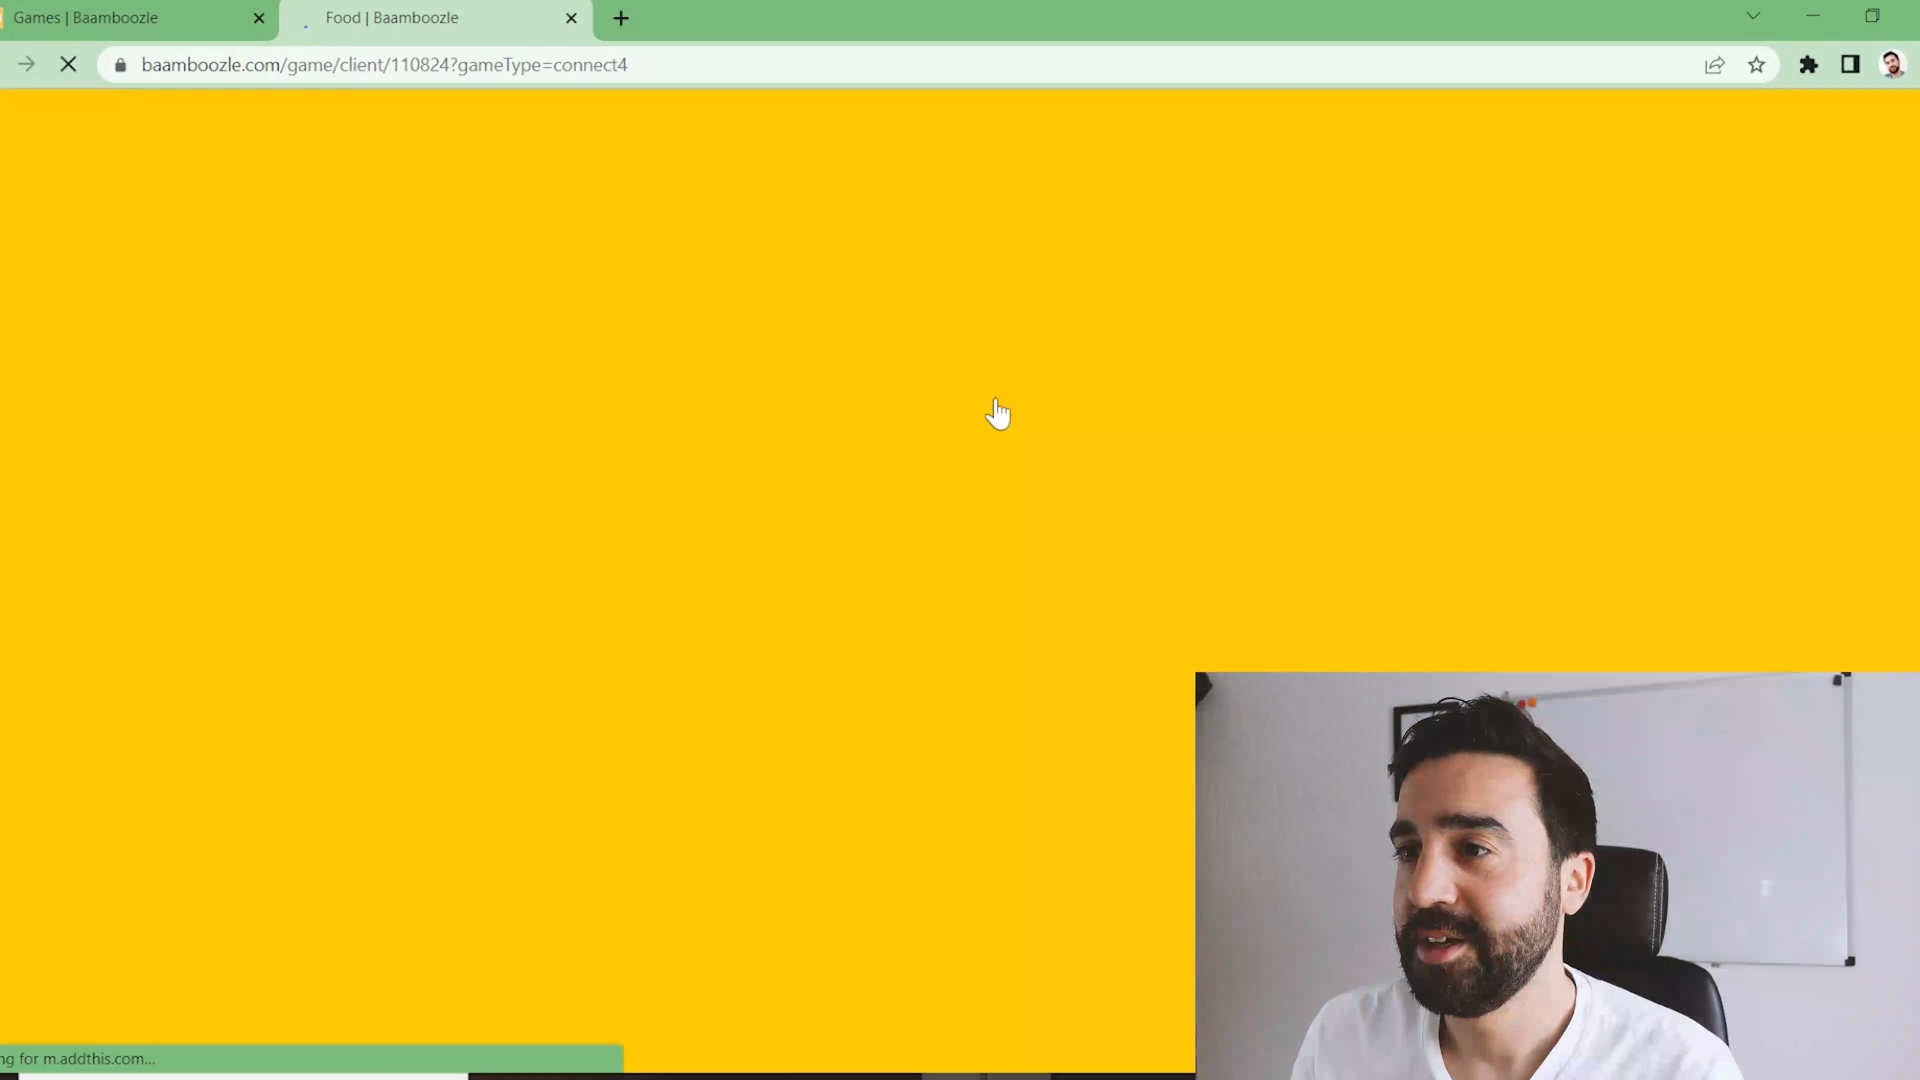 Games | Baamboozle
Food | Baamboozle
baamboozle.com/game/client/110824?gameType=connect4
ng for m.addthis.com...